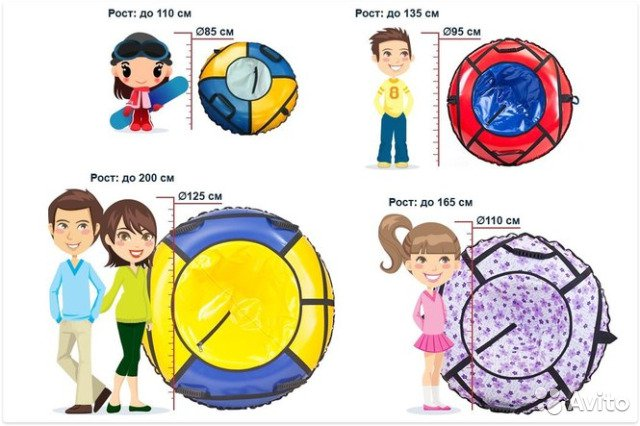 Рост: до 110 см
Ø85 см
Рост: до 135 см
Ø95 см
8
Рост: до 200 см
Ø125 см
Рост: до 165 см
Ø110 см
Avito